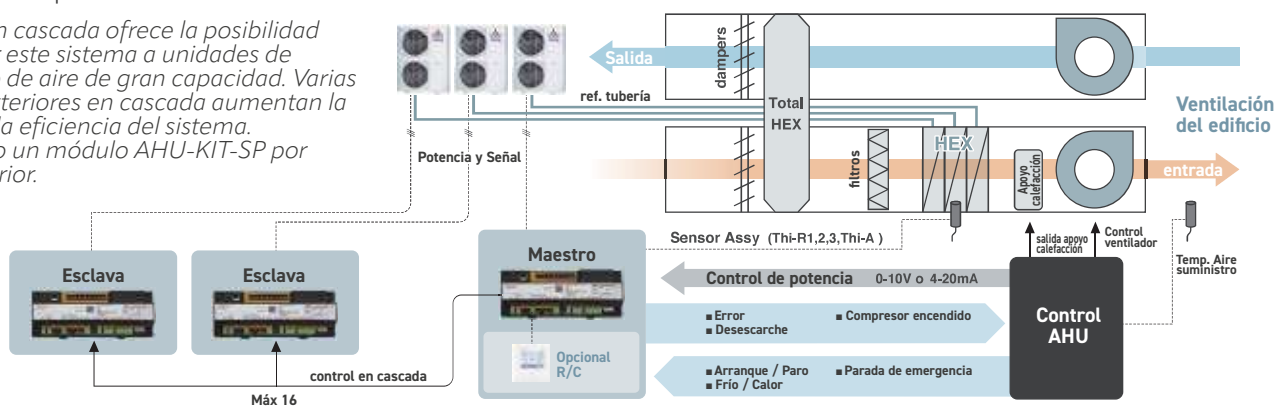 n cascada ofrece la posibilidad
r este sistema a unidades de
o de aire de gran capacidad. Varias
teriores en cascada aumentan la
la eficiencia del sistema.
o un módulo AHU-KIT-SP por
rior.
Salida
dampers
Total
HEX
ref. tubería
Potencia y Señal
filtros
HEX
Apoyo
calefacción
Ventilación
del edificio
entrada
Sensor Assy (Thi-R1,2,3,Thi-A )
salida apoyo
calefacción
Control
ventilador
Temp. Aire
suministro
Esclava
Esclava
Maestro
Opcional
R/C
control en cascada
Máx 16
Control de potencia 0-10V o 4-20mA
■ Error
■ Desescarche
■ Compresor encendido
■ Arranque / Paro
■ Frío / Calor
■ Parada de emergencia
Control
AHU